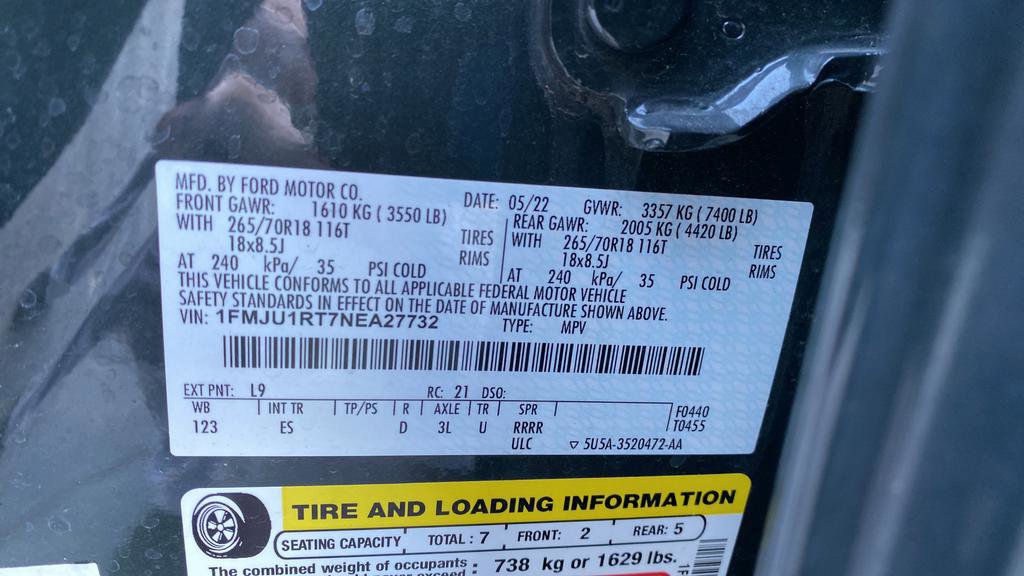 MFD. BY FORD MOTOR CO. DATE: 05/22 GVWR: 3357 KG ( 7400 LB)
FRONT GAWR: 1610 KG ( 3550 LB) REAR GAWR: 2005 KG ( 4420 LB)
WITH 265/70R18 116T TIRES WITH 265/70R18 116T TIRES
18x8.5J RIMS 18x8.5J RIMS
AT 240 kPa/ 35 PSI COLD AT 240 kPa/ 35 PSI COLD
THIS VEHICLE CONFORMS TO ALL APPLICABLE FEDERAL MOTOR VEHICLE
SAFETY STANDARDS IN EFFECT ON THE DATE OF MANUFACTURE SHOWN ABOVE.
VIN: 1FMJU1RT7NEA27732 TYPE: MPV
EXT PNT: L9 RC: 21 DSO:
WB INT TR TP/PS R AXLE TR SPR F0440
123 ES D 3L U RRRR T0455
ULC 5U5A-3520472-AA
TIRE AND LOADING INFORMATION
SEATING CAPACITY TOTAL : 7 FRONT: 2 REAR: 5
The combined weight of occupants : 738 kg or 1629 lbs.